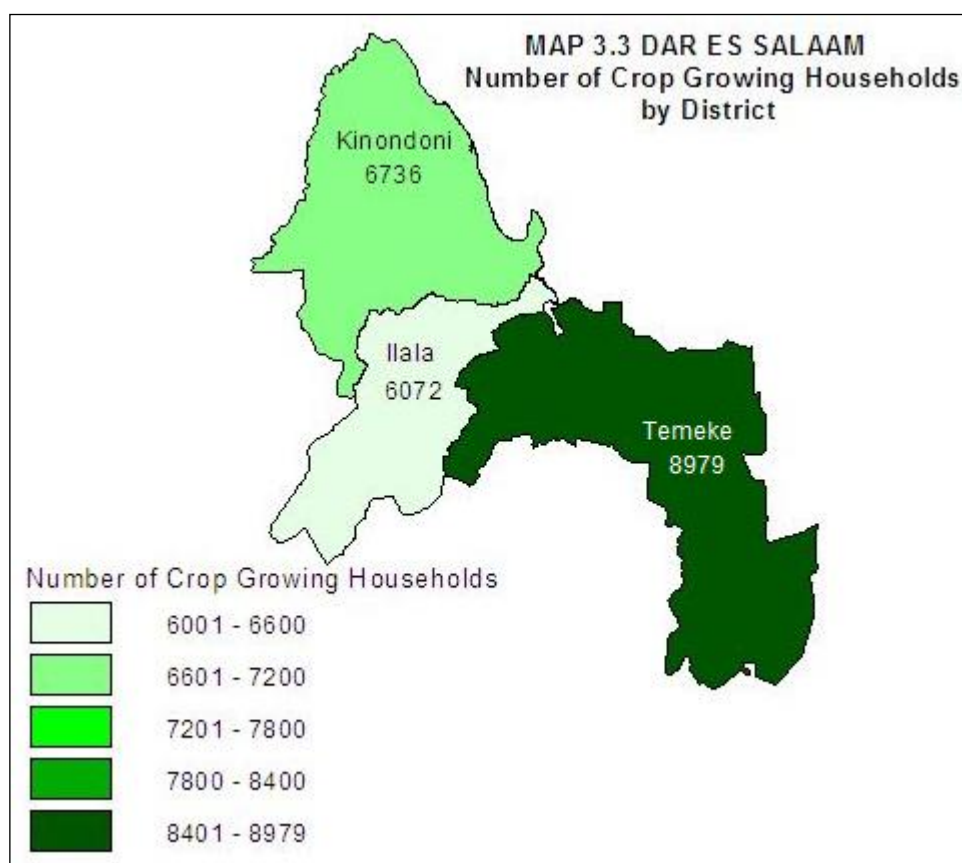 MAP 3.3 DAR ES SALAAM
Number of Crop Growing Households
by District
Kinondoni
6736
Ilala
6072
Temeke
8979
Number of Crop Growing Households
6001 - 6600
6601 - 7200
7201 - 7800
7800 - 8400
8401 - 8979